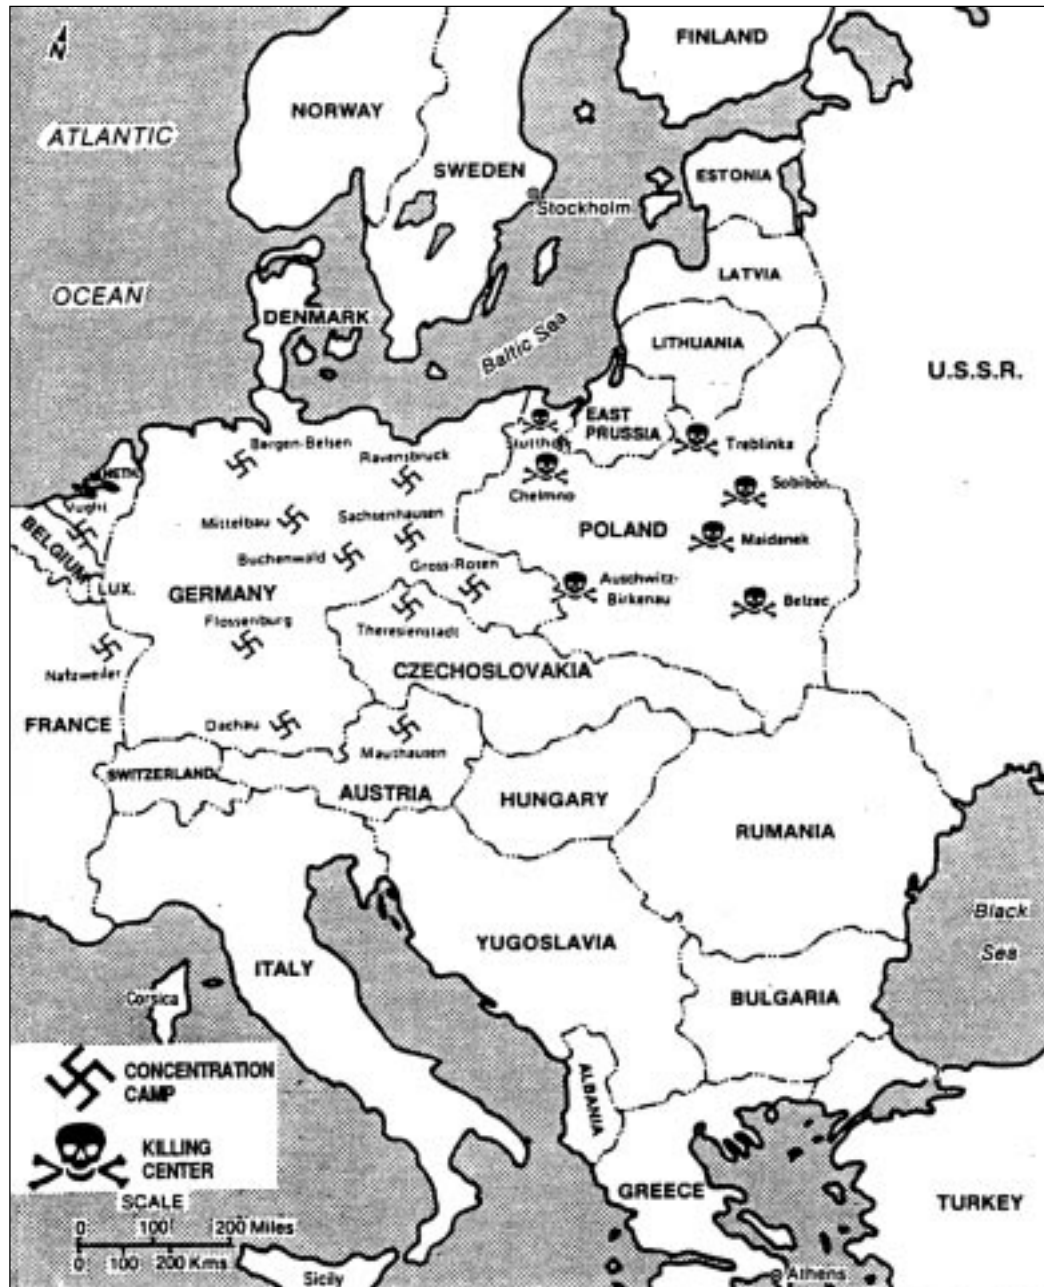 N
FINLAND
NORWAY
ATLANTIC
SWEDEN
ESTONIA
Stockholm
LATVIA
OCEAN
DENMARK
Baltic Sea
LITHUANIA
U.S.S.R.
EAST
PRUSSIA
Bergen-Belsen
Ravensbruck
Stutthof
Treblinka
NETH.
Chelmno
Sobibor
Vught
Mittelbau
Sachsenhausen
POLAND
Maidanek
BELGIUM
Buchenwald
Gross-Rosen
LUX.
GERMANY
Auschwitz-
Birkenau
Belzec
Flossenburg
Theresienstadt
Natzweiler
CZECHOSLOVAKIA
FRANCE
Dachau
Mauthausen
SWITZERLAND
AUSTRIA
HUNGARY
RUMANIA
Black
Sea
YUGOSLAVIA
ITALY
BULGARIA
Corsica
CONCENTRATION
CAMP
ALBANIA
KILLING
CENTER
GREECE
TURKEY
SCALE
0 100 200 Miles
0 100 200 Kms
Sicily
Athens